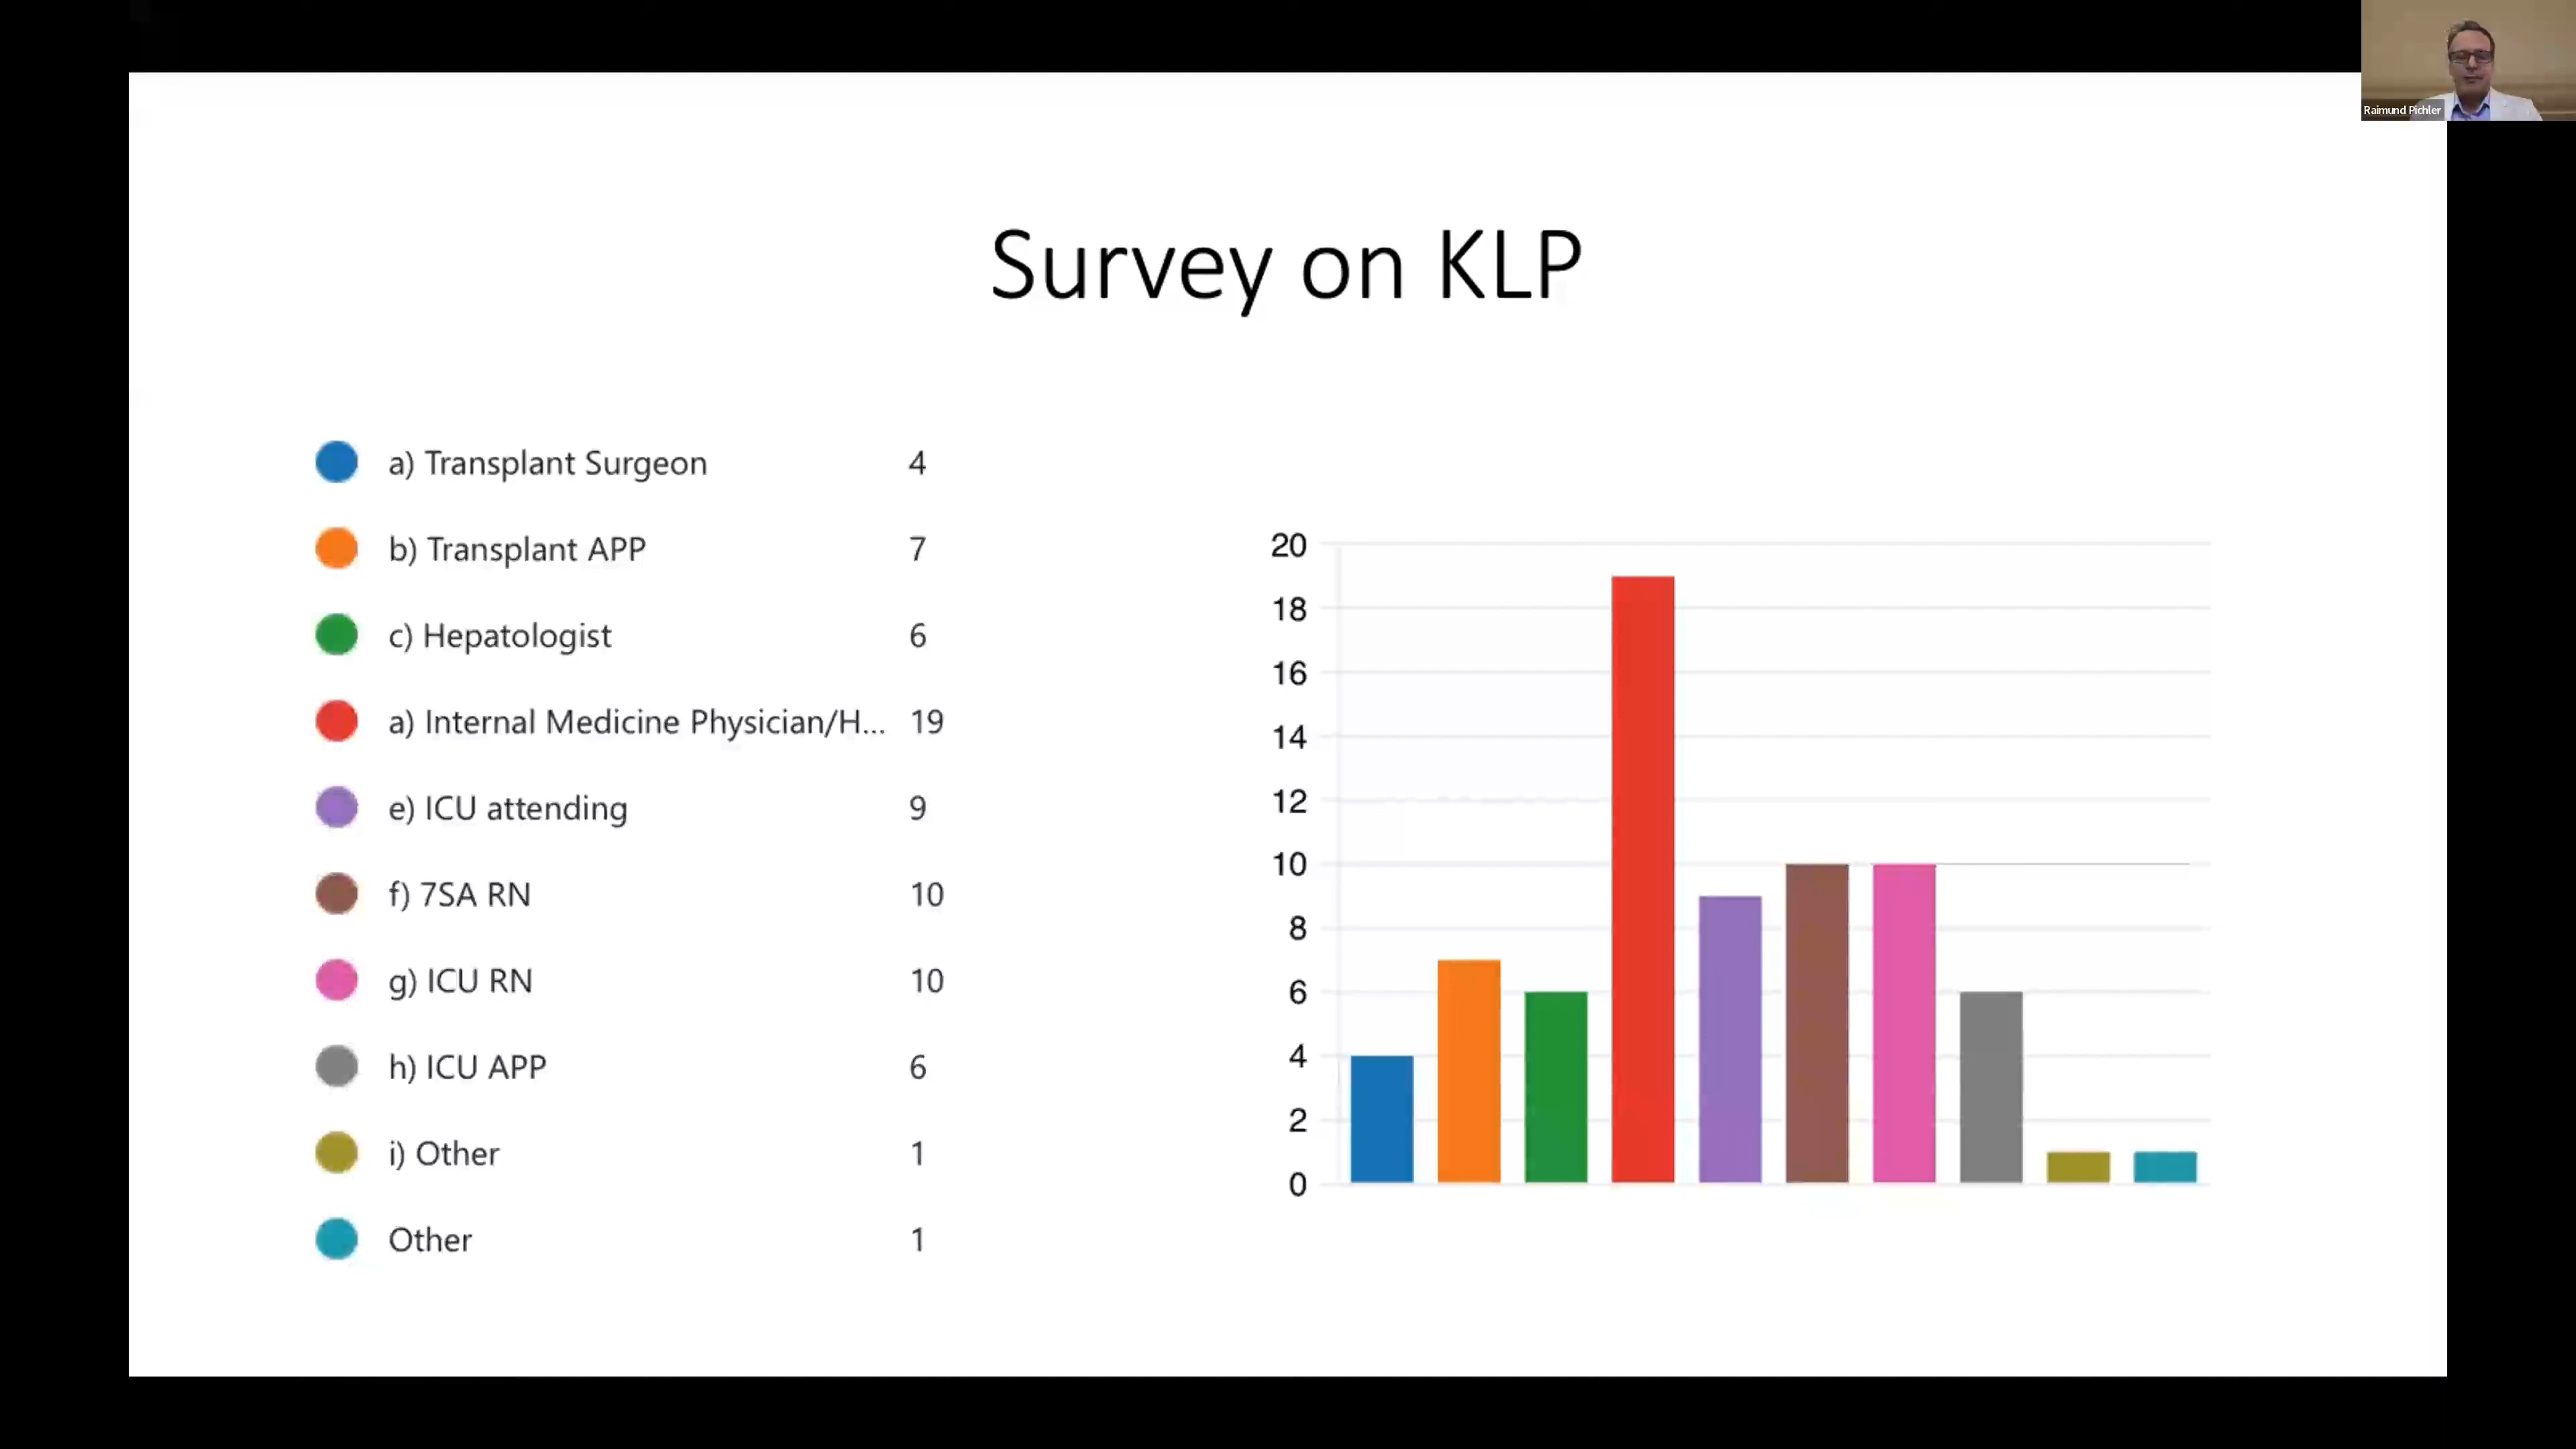 Raimund Pichler
Survey on KLP
a) Transplant Surgeon 4
b) Transplant APP 7
c) Hepatologist 6
a) Internal Medicine Physician/H... 19
e) ICU attending 9
f) 7SA RN 10
g) ICU RN 10
h) ICU APP 6
i) Other 1
Other 1
20
18
16
14
12
10
8
6
4
2
0